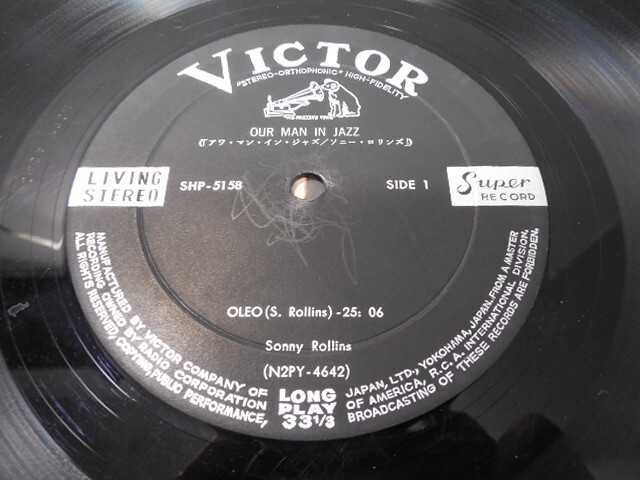 VICTOR
"STEREO-ORTHOPHONIC" HIGH-FIDELITY
"HIS MASTER'S VOICE"
OUR MAN IN JAZZ
(「アワ・マン・イン・ジャズ/ソニー・ロリンズ」)
LIVING
STEREO
SHP-5158
SIDE 1
Super
RECORD
OLEO (S. Rollins) -25: 06
Sonny Rollins
(N2PY-4642)
LONG
PLAY
33 1/3
MANUFACTURED BY VICTOR COMPANY OF JAPAN, LTD., YOKOHAMA, JAPAN. FROM A MASTER
RECORDING OWNED BY RADIO CORPORATION OF AMERICA, R.C.A. INTERNATIONAL DIVISION.
ALL RIGHTS RESERVED, COPYING, PUBLIC PERFORMANCE, BROADCASTING OF THESE RECORDS ARE FORBIDDEN.